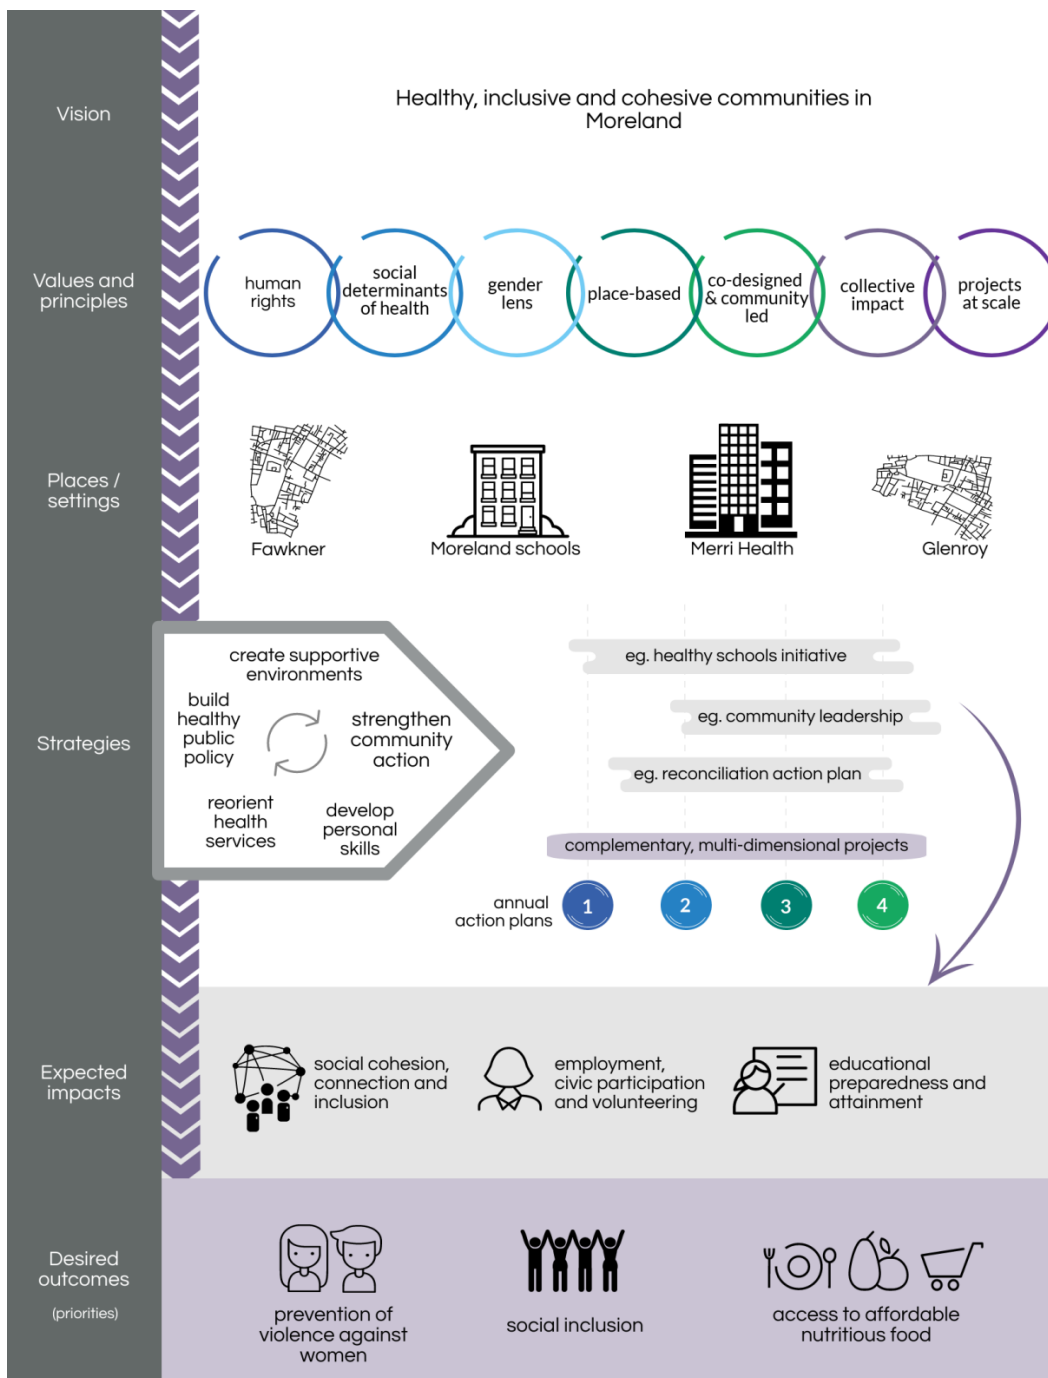 Vision
Healthy, inclusive and cohesive communities in
Moreland
Values and
principles
human
rights
social
determinants
of health
gender
lens
place-based
co-designed
& community
led
collective
impact
projects
at scale
Places /
settings
Fawkner
Moreland schools
Merri Health
Glenroy
Strategies
create supportive
environments
build
healthy
public
policy
strengthen
community
action
reorient
health
services
develop
personal
skills
eg. healthy schools initiative
eg. community leadership
eg. reconciliation action plan
complementary, multi-dimensional projects
annual
action plans
1
2
3
4
Expected
impacts
social cohesion,
connection and
inclusion
employment,
civic participation
and volunteering
educational
preparedness and
attainment
Desired
outcomes
(priorities)
prevention of
violence against
women
social inclusion
access to affordable
nutritious food